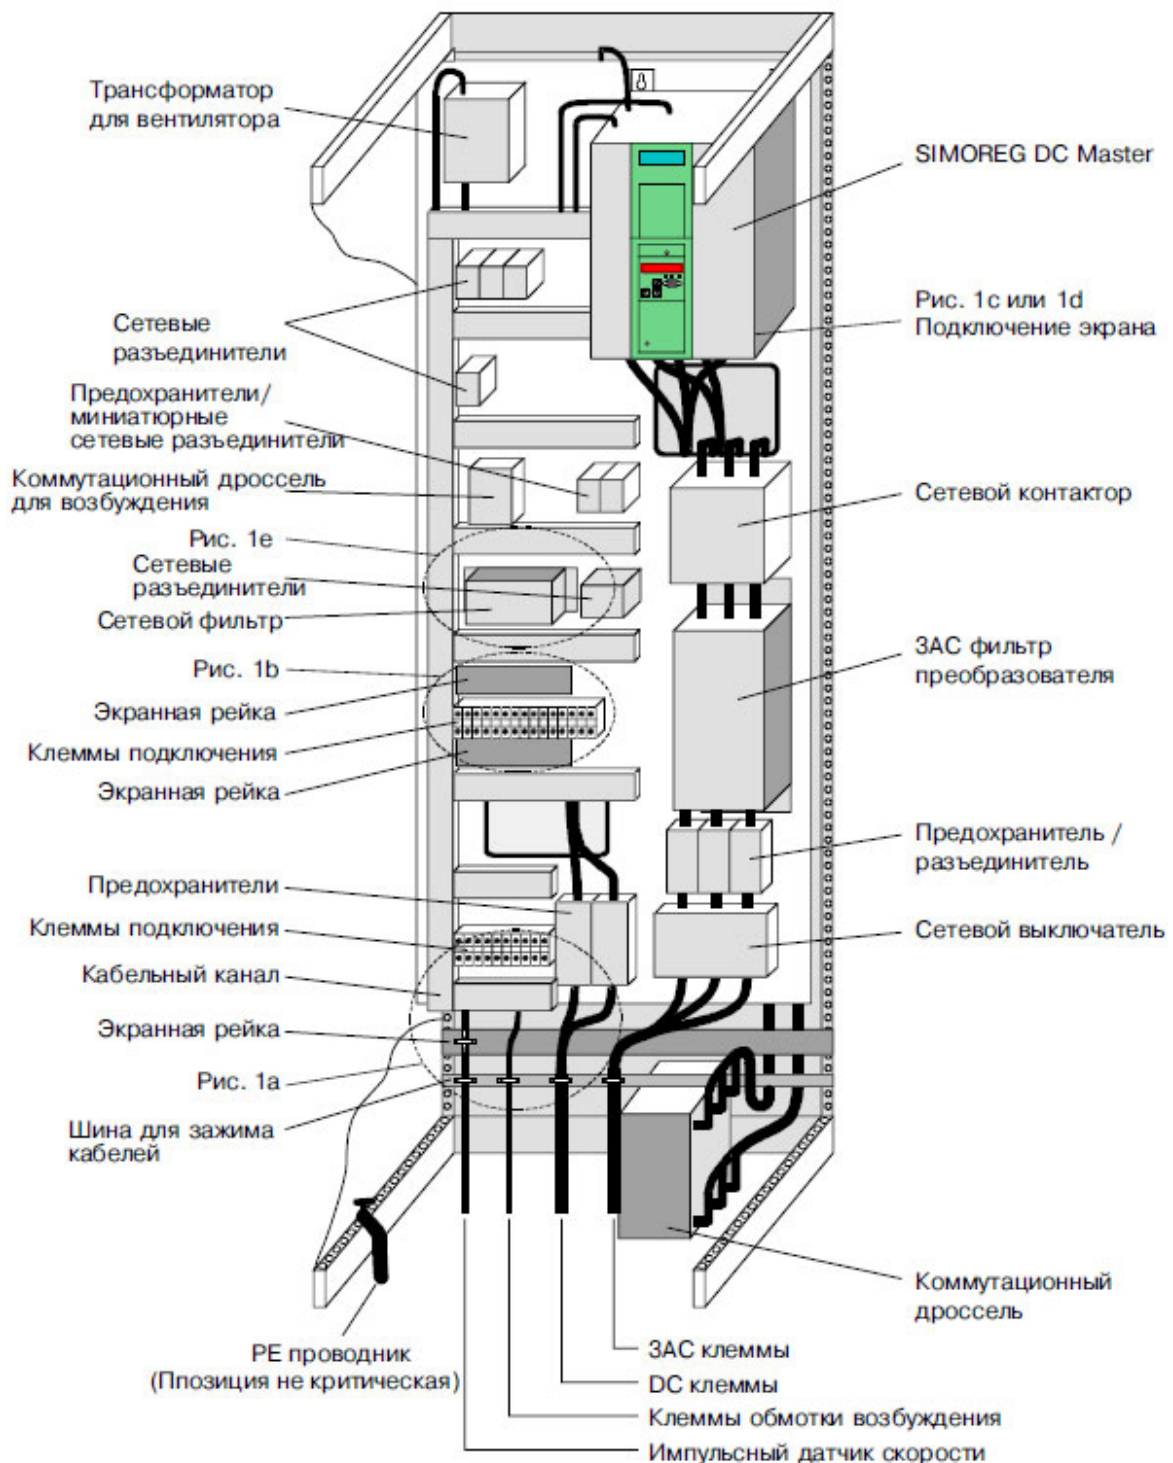 Трансформатор
для вентилятора
Сетевые
разъединители
Предохранители/
миниатюрные
сетевые разъединители
Коммутационный дроссель
для возбуждения
Рис. 1e
Сетевые
разъединители
Сетевой фильтр
Рис. 1b
Экранная рейка
Клеммы подключения
Экранная рейка
Предохранители
Клеммы подключения
Кабельный канал
Экранная рейка
Рис. 1a
Шина для зажима
кабелей
PE проводник
(Ппозиция не критическая)
SIMOREG DC Master
Рис. 1c или 1d
Подключение экрана
Сетевой контактор
3AC фильтр
преобразователя
Предохранитель /
разъединитель
Сетевой выключатель
Коммутационный
дроссель
3AC клеммы
DC клеммы
Клеммы обмотки возбуждения
Импульсный датчик скорости